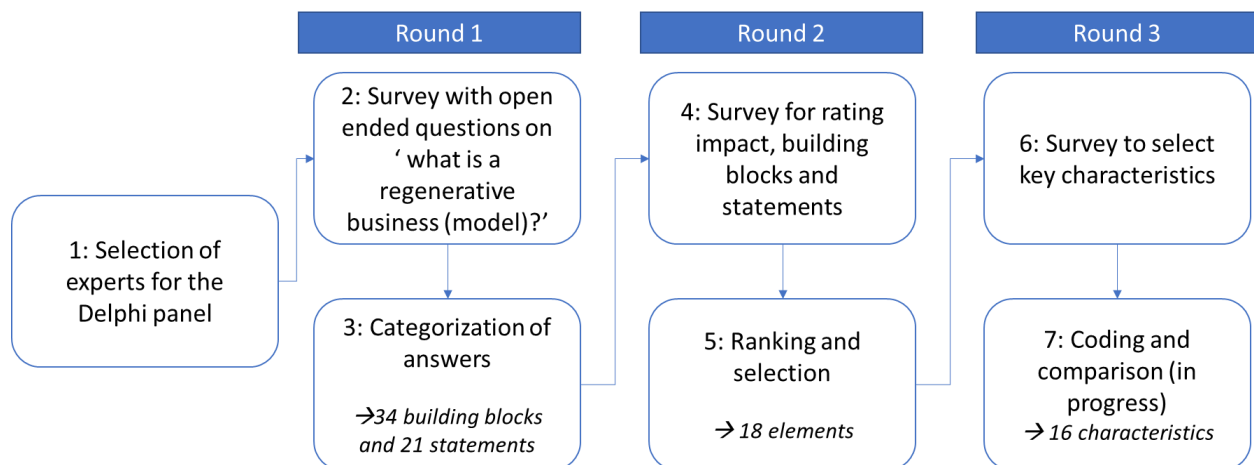 Round 1
Round 2
Round 3
1: Selection of
experts for the
Delphi panel
2: Survey with open
ended questions on
‘ what is a
regenerative
business (model)?’
3: Categorization of
answers
→34 building blocks
and 21 statements
4: Survey for rating
impact, building
blocks and
statements
5: Ranking and
selection
→ 18 elements
6: Survey to select
key characteristics
7: Coding and
comparison (in
progress)
→ 16 characteristics